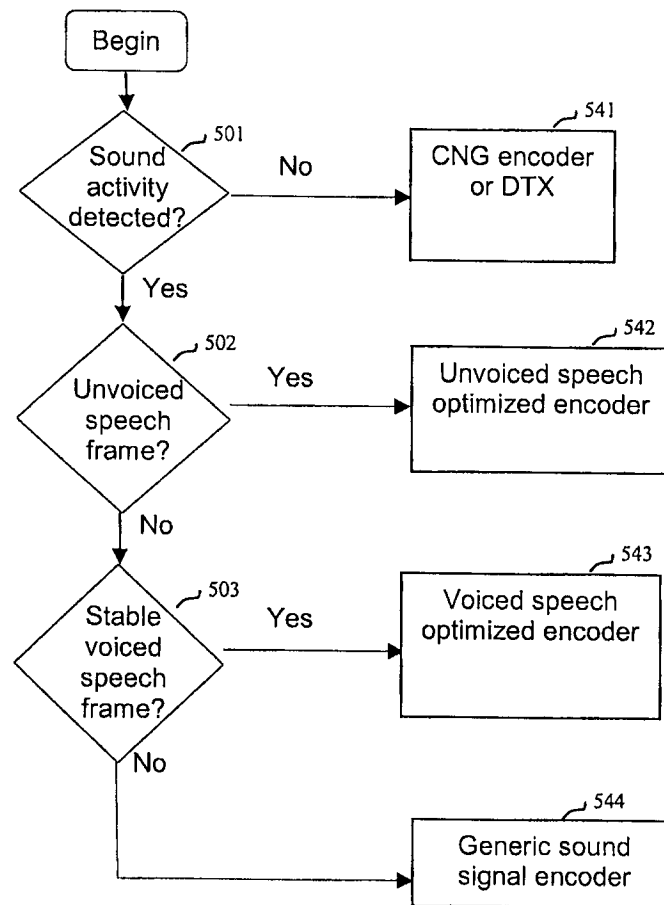 Begin
501
Sound
activity
detected?
No
541
CNG encoder
or DTX
Yes
502
Unvoiced
speech
frame?
Yes
542
Unvoiced speech
optimized encoder
No
503
Stable
voiced
speech
frame?
Yes
543
Voiced speech
optimized encoder
No
544
Generic sound
signal encoder